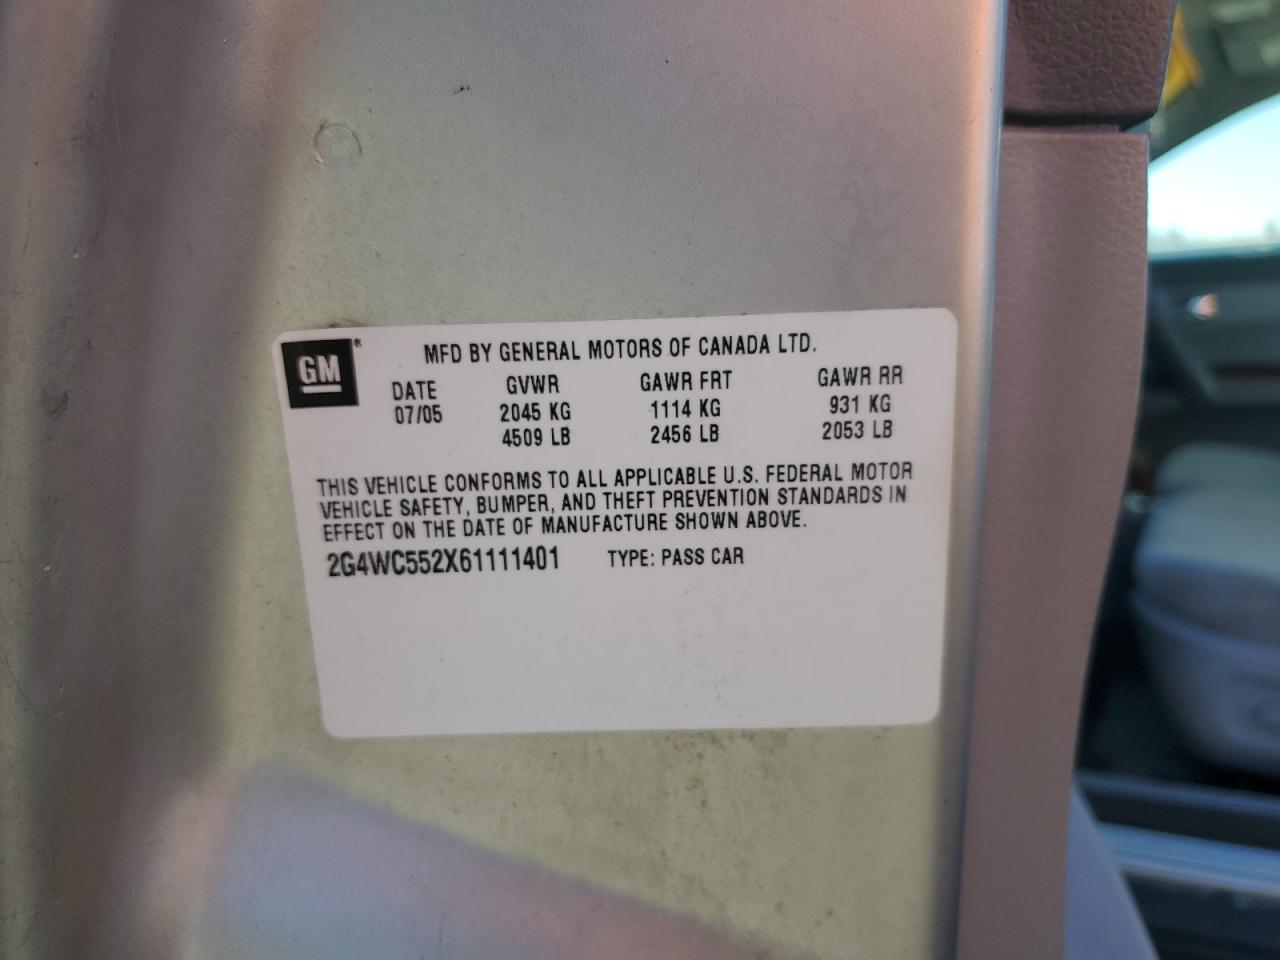 GM®
MFD BY GENERAL MOTORS OF CANADA LTD.
DATE GVWR GAWR FRT GAWR RR
07/05 2045 KG 1114 KG 931 KG
4509 LB 2456 LB 2053 LB
THIS VEHICLE CONFORMS TO ALL APPLICABLE U.S. FEDERAL MOTOR
VEHICLE SAFETY, BUMPER, AND THEFT PREVENTION STANDARDS IN
EFFECT ON THE DATE OF MANUFACTURE SHOWN ABOVE.
2G4WC552X61111401 TYPE: PASS CAR